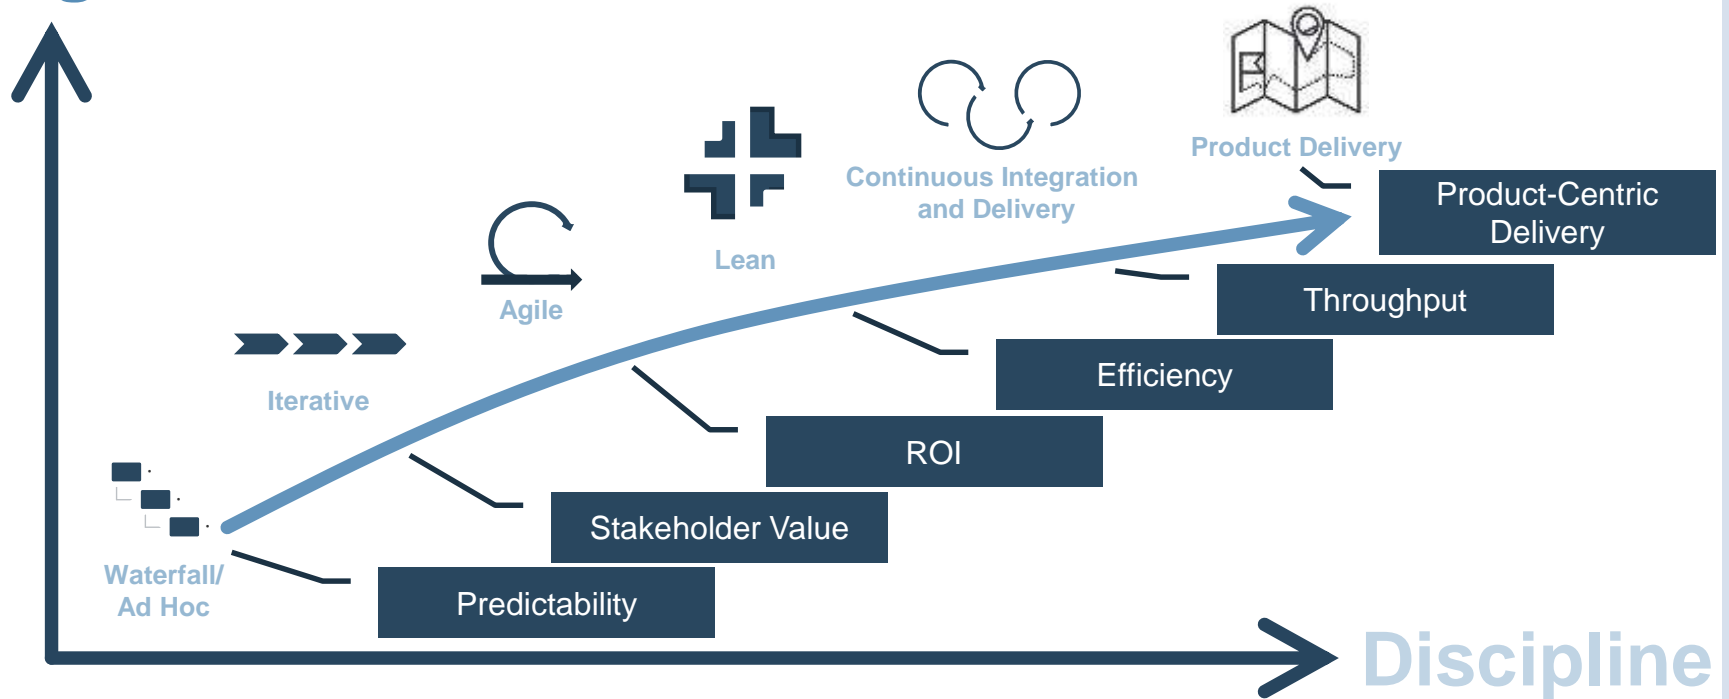 Product Delivery
Continuous Integration
and Delivery
Product-Centric
Delivery
Lean
Throughput
Agile
Efficiency
Iterative
ROI
Stakeholder Value
Waterfall/
Ad Hoc
Predictability
Discipline